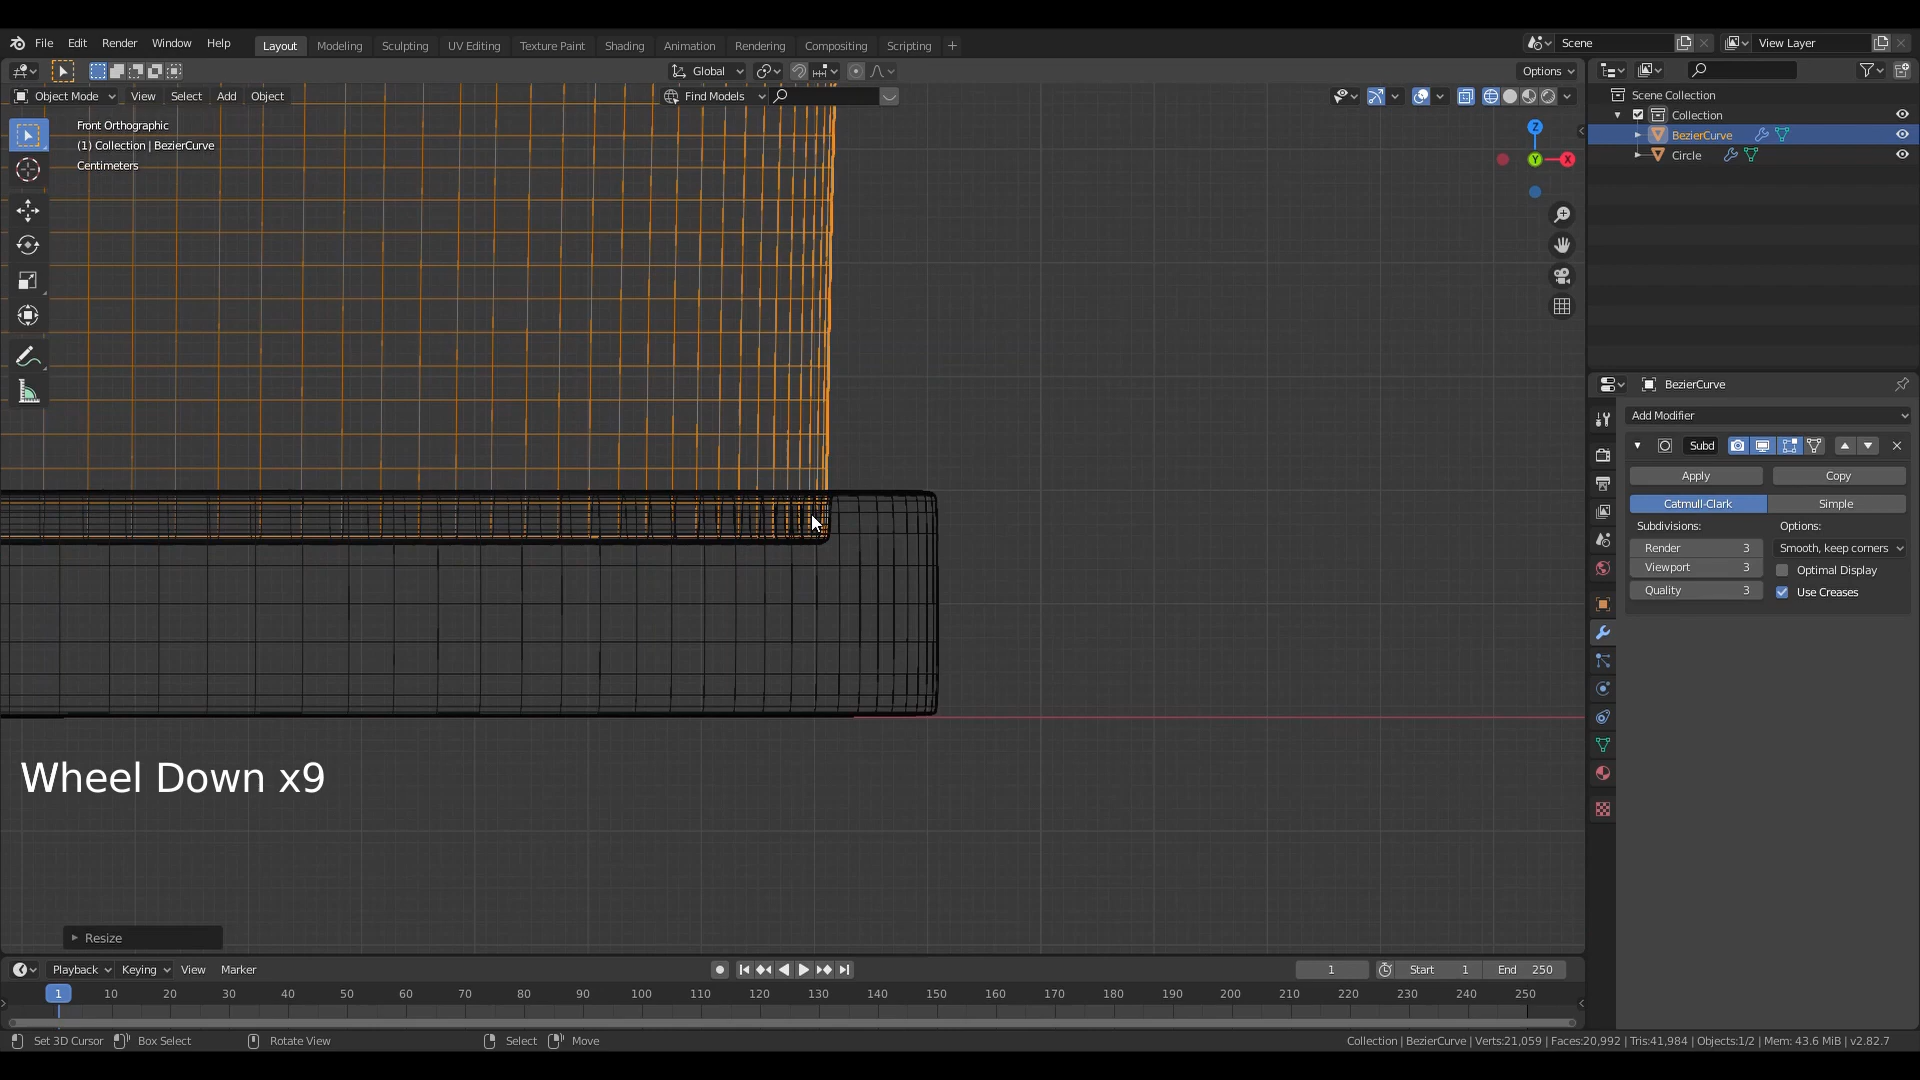 File Edit Render Window Help Layout Modeling Sculpting UV Editing Texture Paint Shading Animation Rendering Compositing Scripting + Scene View Layer
Global Options
Object Mode View Select Add Object Find Models
Scene Collection
Collection
BezierCurve
Circle
Front Orthographic
(1) Collection | BezierCurve
Centimeters
Z
Y
X
BezierCurve
Add Modifier
Subd
Apply Copy
Catmull-Clark Simple
Subdivisions: Options:
Render 3 Smooth, keep corners
Viewport 3 Optimal Display
Quality 3 Use Creases
Wheel Down x9
Resize
Playback Keying View Marker 1 Start 1 End 250
1 10 20 30 40 50 60 70 80 90 100 110 120 130 140 150 160 170 180 190 200 210 220 230 240 250
Set 3D Cursor Box Select Rotate View Select Move Collection | BezierCurve | Verts:21,059 | Faces:20,992 | Tris:41,984 | Objects:1/2 | Mem: 43.6 MiB | v2.82.7